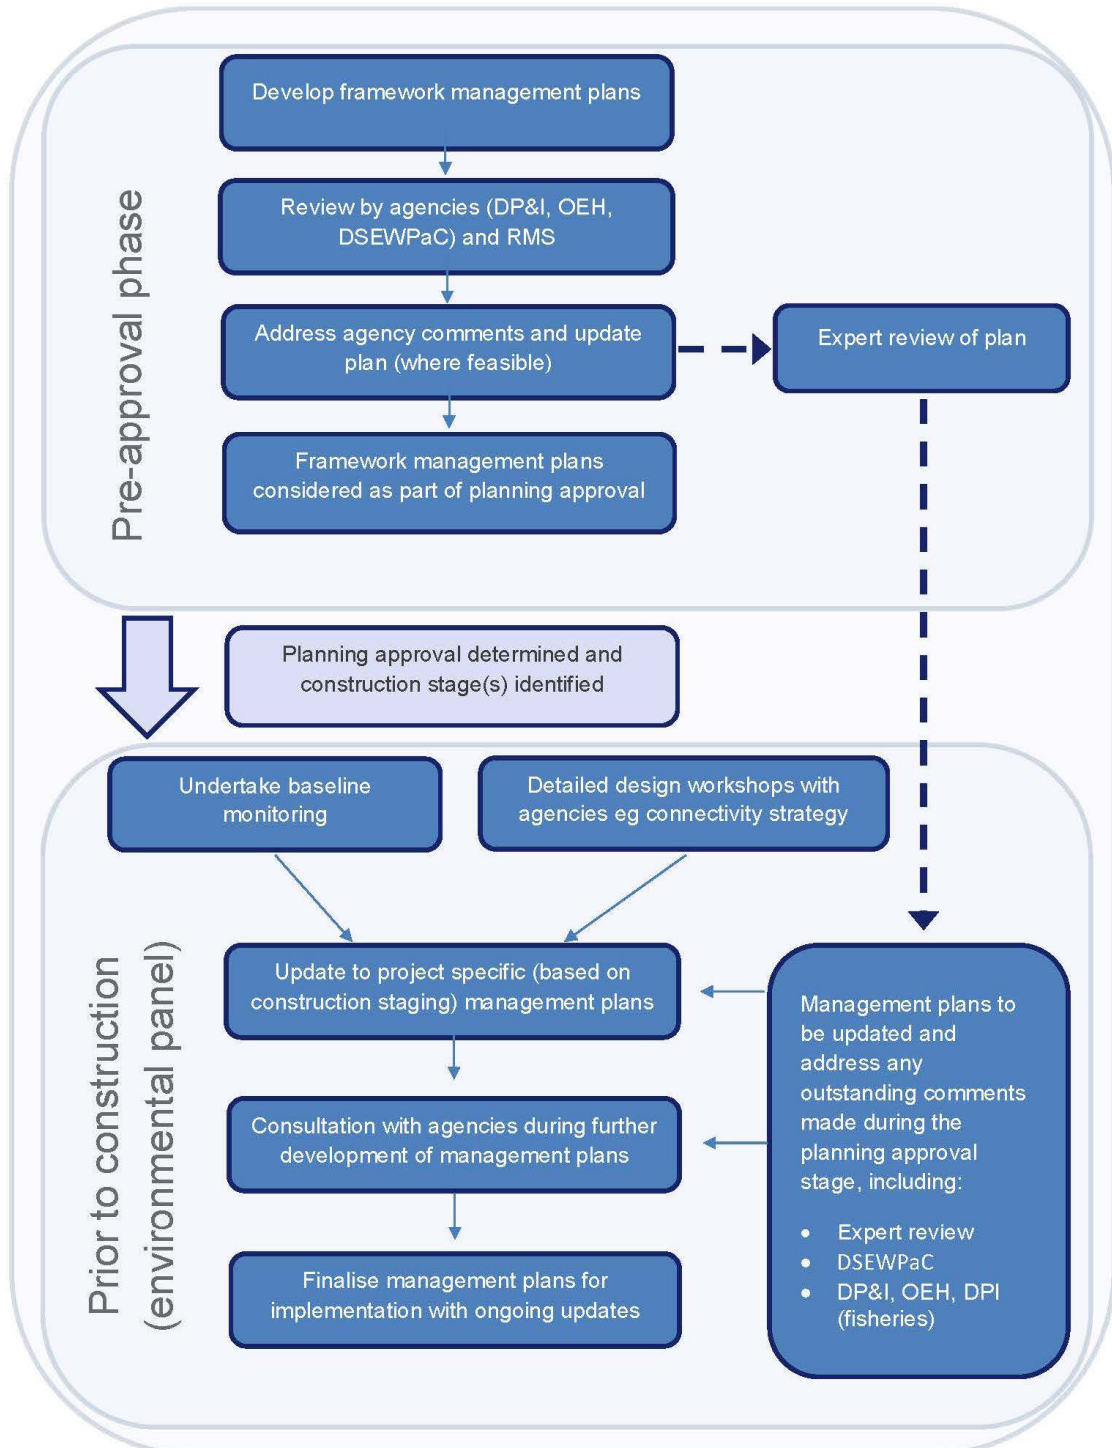 Pre-approval phase
Develop framework management plans
Review by agencies (DP&I, OEH,
DSEWPaC) and RMS
Address agency comments and update
plan (where feasible)
Expert review of plan
Framework management plans
considered as part of planning approval
Planning approval determined and
construction stage(s) identified
Prior to construction
(environmental panel)
Undertake baseline
monitoring
Detailed design workshops with
agencies eg connectivity strategy
Update to project specific (based on
construction staging) management plans
Consultation with agencies during further
development of management plans
Finalise management plans for
implementation with ongoing updates
Management plans to
be updated and
address any
outstanding comments
made during the
planning approval
stage, including:
• Expert review
• DSEWPaC
• DP&I, OEH, DPI
(fisheries)